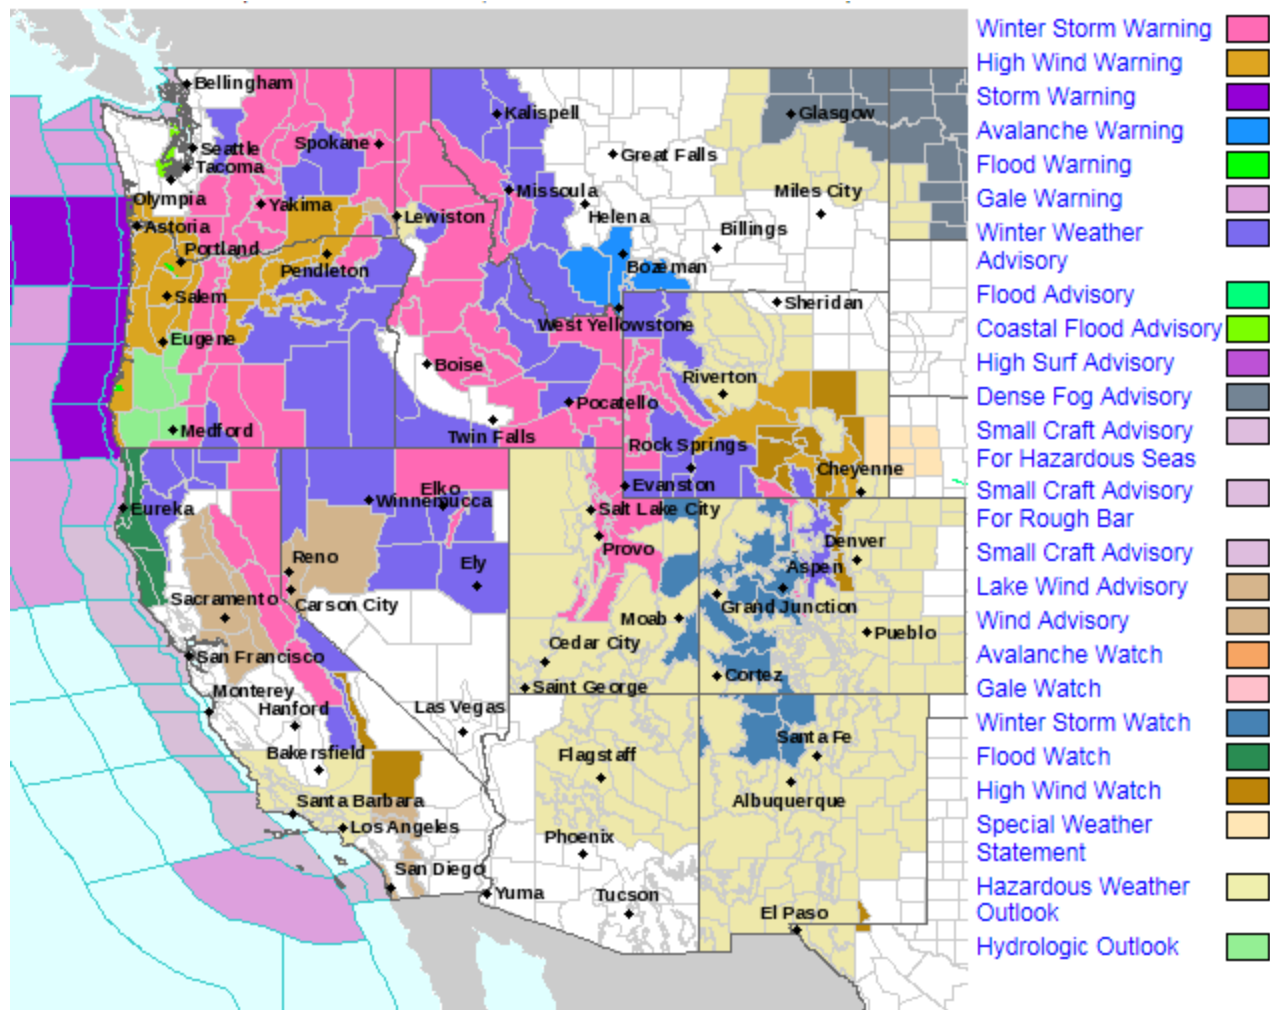 Bellingham
Seattle
Tacoma
Olympia
Spokane
Yakima
Astoria
Portland
Pendleton
Salem
Eugene
Medford
Lewiston
Kalispell
Missoula
Great Falls
Helena
Glasgow
Miles City
Billings
Bozeman
West Yellowstone
Sheridan
Boise
Pocatello
Twin Falls
Riverton
Rock Springs
Cheyenne
Evanston
Eureka
Winnemucca
Elko
Reno
Ely
Carson City
Sacramento
San Francisco
Monterey
Hanford
Bakersfield
Las Vegas
Santa Barbara
Los Angeles
San Diego
Salt Lake City
Provo
Moab
Cedar City
Saint George
Denver
Aspen
Grand Junction
Pueblo
Cortez
Flagstaff
Phoenix
Yuma
Tucson
Santa Fe
Albuquerque
El Paso
Winter Storm Warning
High Wind Warning
Storm Warning
Avalanche Warning
Flood Warning
Gale Warning
Winter Weather
Advisory
Flood Advisory
Coastal Flood Advisory
High Surf Advisory
Dense Fog Advisory
Small Craft Advisory
For Hazardous Seas
Small Craft Advisory
For Rough Bar
Small Craft Advisory
Lake Wind Advisory
Wind Advisory
Avalanche Watch
Gale Watch
Winter Storm Watch
Flood Watch
High Wind Watch
Special Weather
Statement
Hazardous Weather
Outlook
Hydrologic Outlook